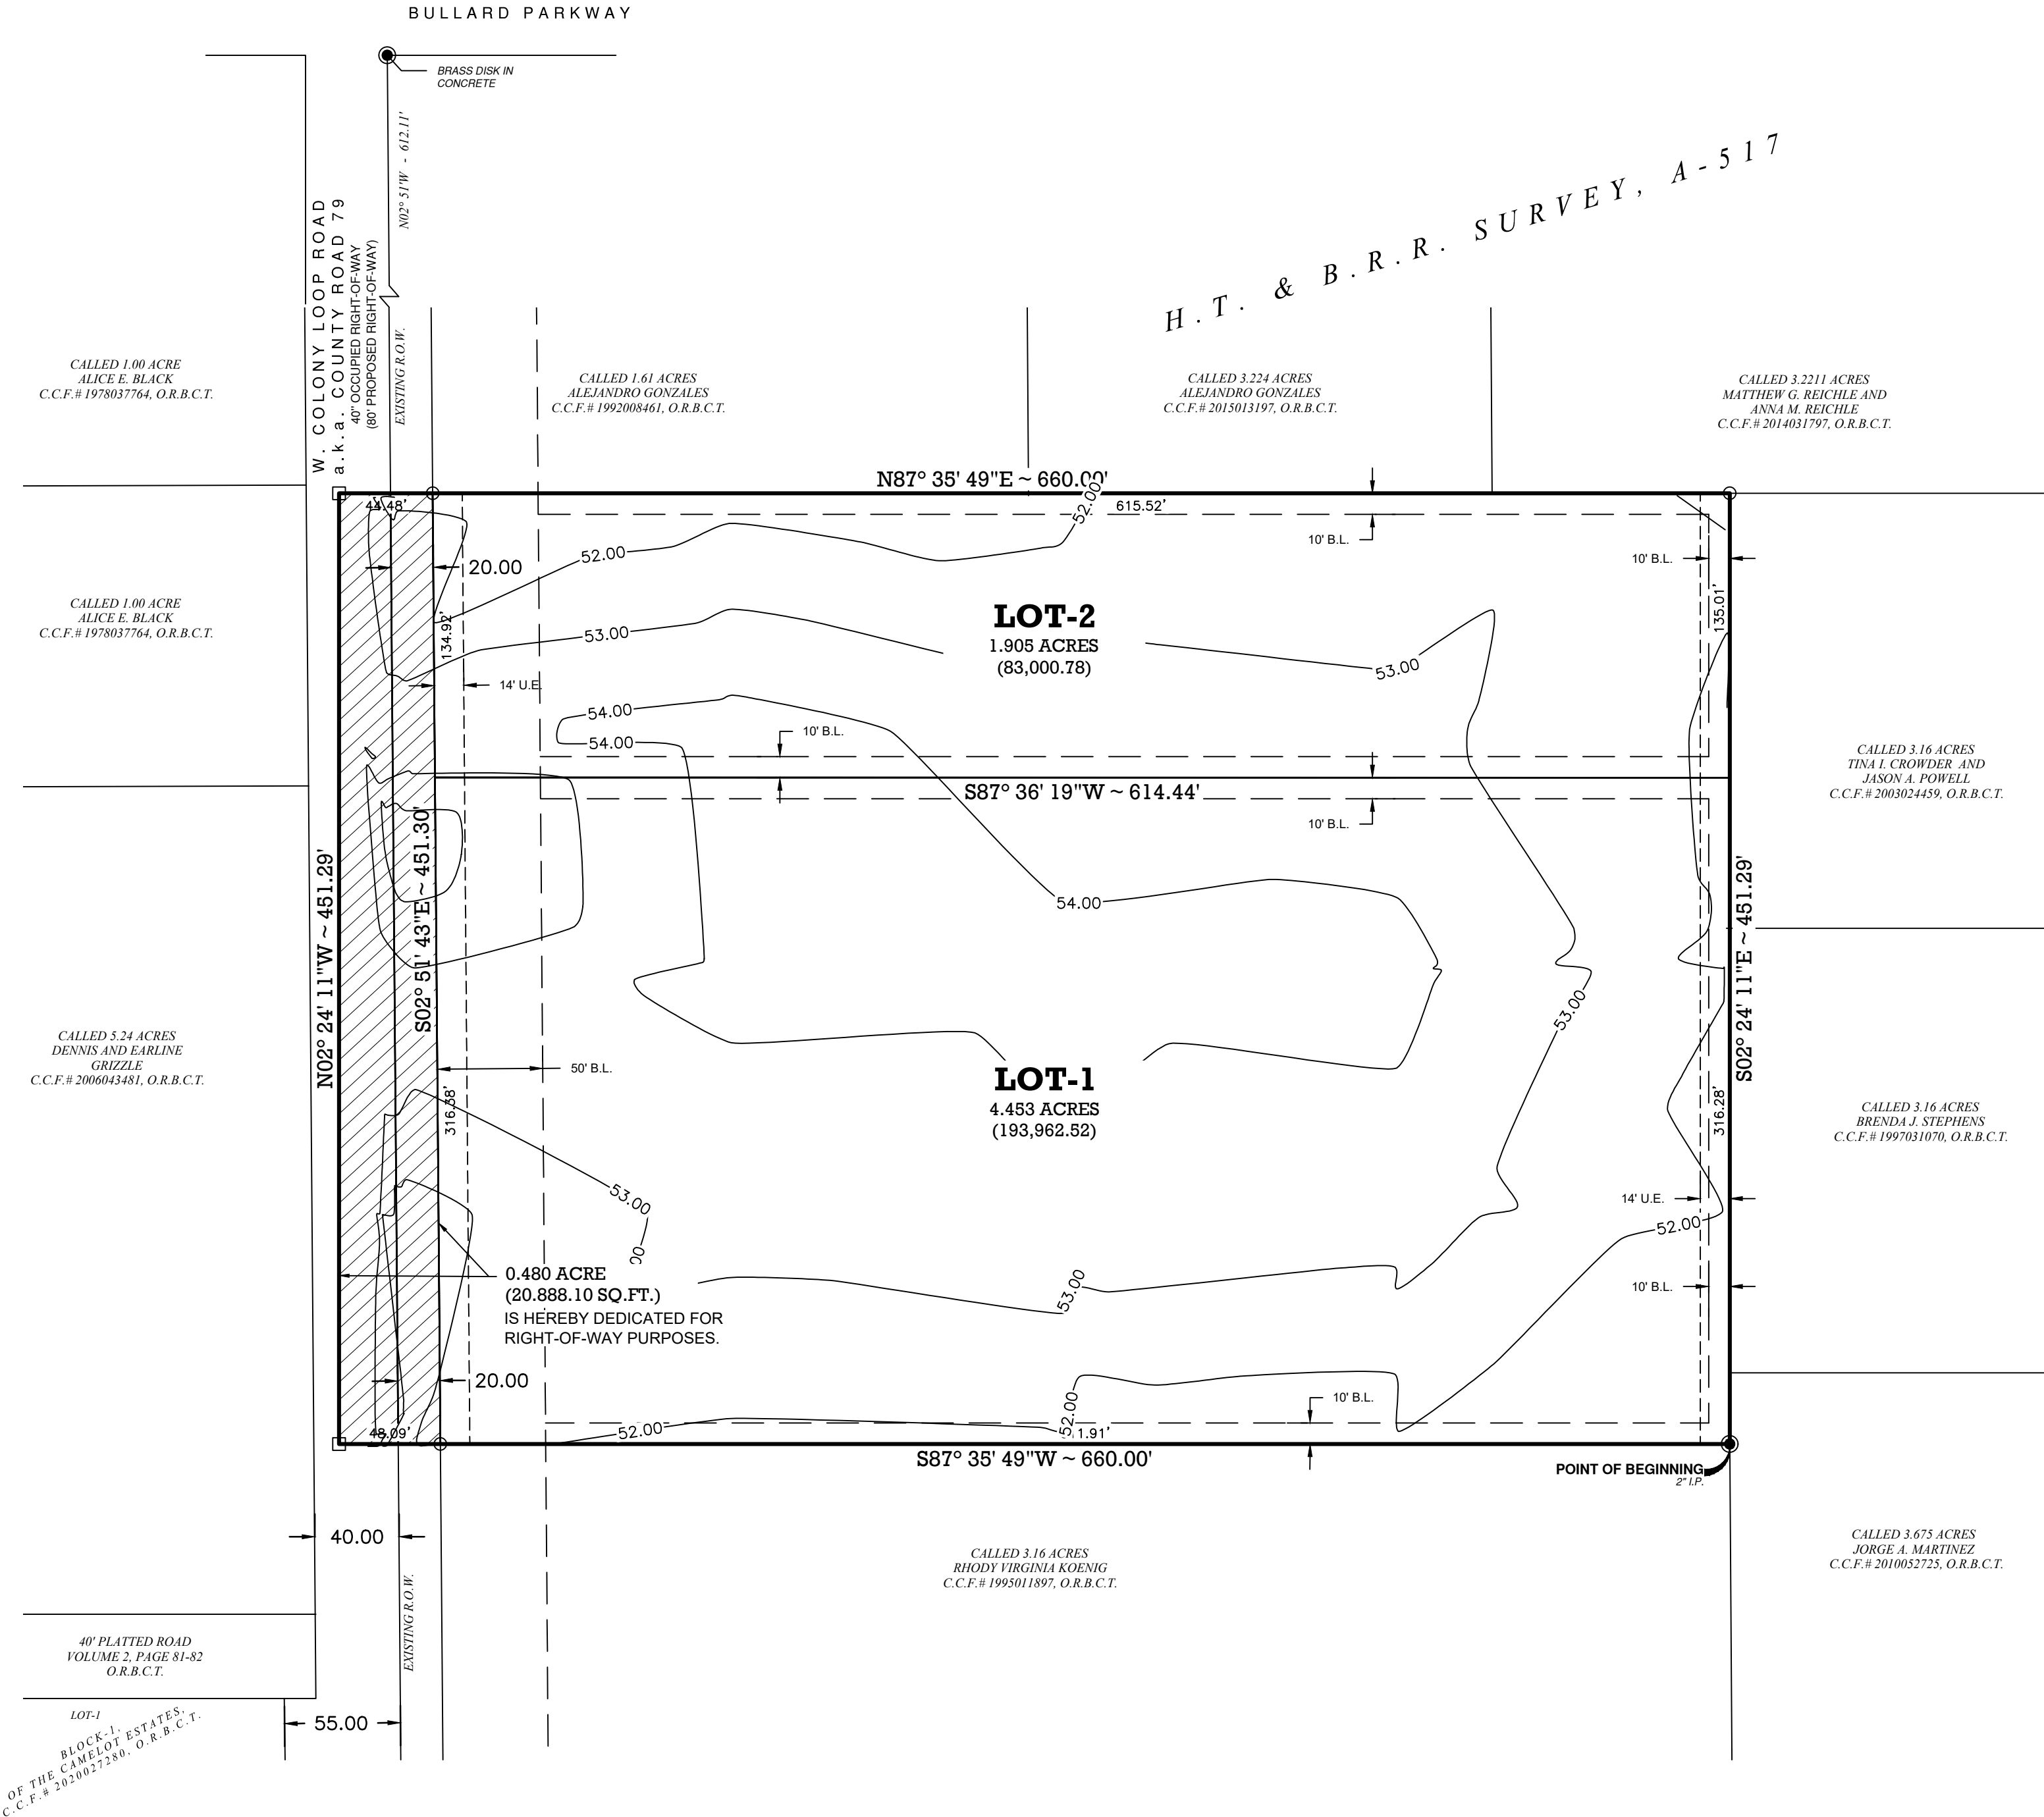 BULLARD PARKWAY
BRASS DISK IN
CONCRETE
N02° 51'W - 612.11'
H.T. & B.R.R. SURVEY, A-517
W. COLONY LOOP ROAD
a.k.a. COUNTY ROAD 79
40" OCCUPIED RIGHT-OF-WAY
(80' PROPOSED RIGHT-OF-WAY)
EXISTING R.O.W.
CALLED 1.00 ACRE
ALICE E. BLACK
C.C.F.# 1978037764, O.R.B.C.T.
CALLED 1.61 ACRES
ALEJANDRO GONZALES
C.C.F.# 1992008461, O.R.B.C.T.
CALLED 3.224 ACRES
ALEJANDRO GONZALES
C.C.F.# 2015013197, O.R.B.C.T.
CALLED 3.2211 ACRES
MATTHEW G. REICHLE AND
ANNA M. REICHLE
C.C.F.# 2014031797, O.R.B.C.T.
N87° 35' 49"E ~ 660.00'
44.48'
52.00
615.52'
10' B.L.
10' B.L.
52.00
20.00
CALLED 1.00 ACRE
ALICE E. BLACK
C.C.F.# 1978037764, O.R.B.C.T.
134.92'
53.00
LOT-2
1.905 ACRES
(83,000.78)
53.00
135.01'
14' U.E.
54.00
54.00
10' B.L.
CALLED 3.16 ACRES
TINA I. CROWDER AND
JASON A. POWELL
C.C.F.# 2003024459, O.R.B.C.T.
S87° 36' 19"W ~ 614.44'
10' B.L.
N02° 24' 11"W ~ 451.29'
S02° 51' 43"E ~ 451.30'
54.00
S02° 24' 11"E ~ 451.29'
53.00
CALLED 5.24 ACRES
DENNIS AND EARLINE
GRIZZLE
C.C.F.# 2006043481, O.R.B.C.T.
50' B.L.
316.38'
LOT-1
4.453 ACRES
(193,962.52)
316.28'
CALLED 3.16 ACRES
BRENDA J. STEPHENS
C.C.F.# 1997031070, O.R.B.C.T.
53.00
00
14' U.E.
52.00
0.480 ACRE
(20.888.10 SQ.FT.)
IS HEREBY DEDICATED FOR
RIGHT-OF-WAY PURPOSES.
53.00
10' B.L.
20.00
10' B.L.
52.00
52.00
48.09'
1.91'
S87° 35' 49"W ~ 660.00'
POINT OF BEGINNING
2" I.P.
40.00
CALLED 3.16 ACRES
RHODY VIRGINIA KOENIG
C.C.F.# 1995011897, O.R.B.C.T.
CALLED 3.675 ACRES
JORGE A. MARTINEZ
C.C.F.# 2010052725, O.R.B.C.T.
EXISTING R.O.W.
40' PLATTED ROAD
VOLUME 2, PAGE 81-82
O.R.B.C.T.
LOT-1
55.00
BLOCK-1,
OF THE CAMELOT ESTATES,
C.C.F.# 2020027280, O.R.B.C.T.